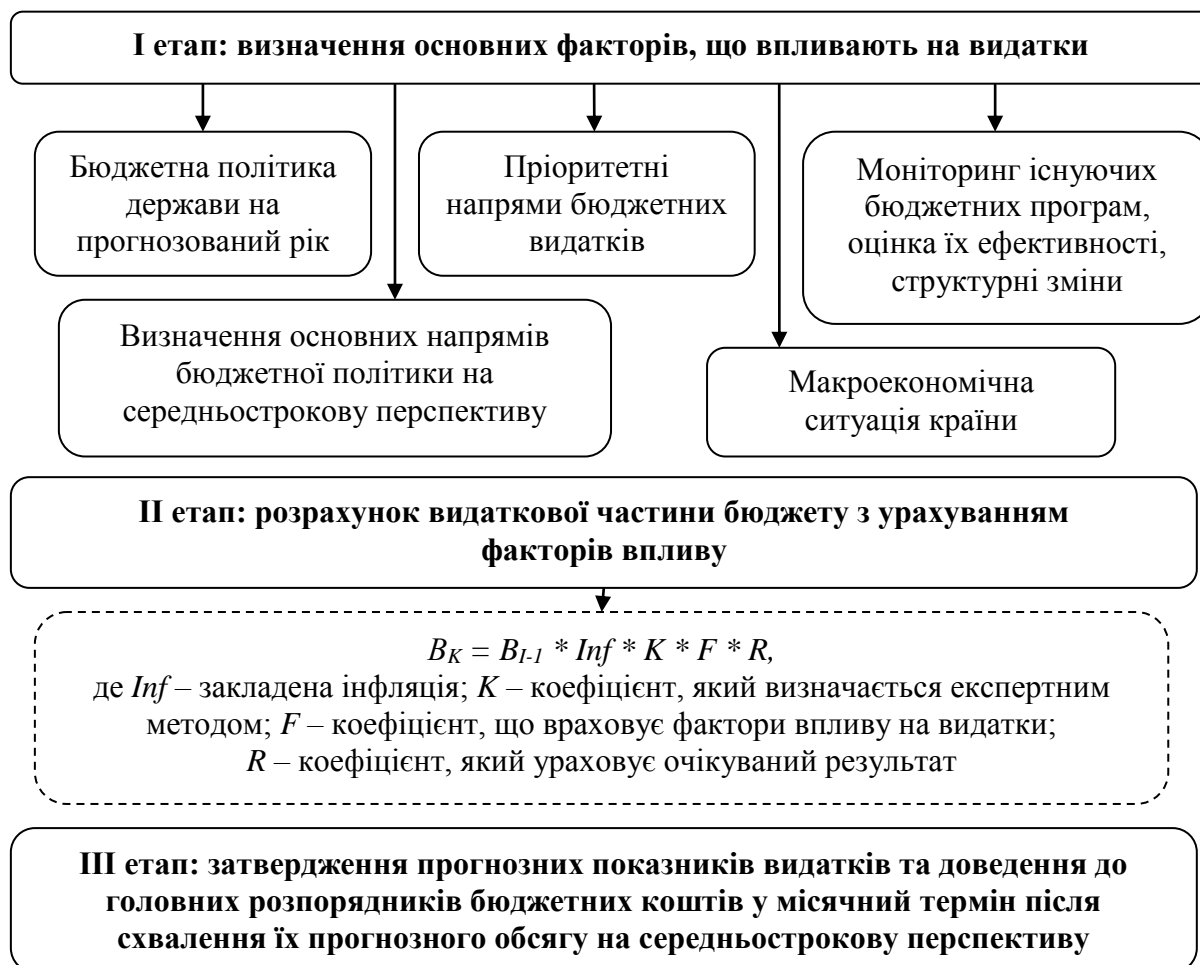 І етап: визначення основних факторів, що впливають на видатки
Бюджетна політика
держави на
прогнозований рік
Пріоритетні
напрями бюджетних
видатків
Моніторинг існуючих
бюджетних програм,
оцінка їх ефективності,
структурні зміни
Визначення основних напрямів
бюджетної політики на
середньострокову перспективу
Макроекономічна
ситуація країни
ІІ етап: розрахунок видаткової частини бюджету з урахуванням
факторів впливу
B_K = B_{I-1} * Inf * K * F * R,
де Inf – закладена інфляція; K – коефіцієнт, який визначається експертним
методом; F – коефіцієнт, що враховує фактори впливу на видатки;
R – коефіцієнт, який ураховує очікуваний результат
ІІІ етап: затвердження прогнозних показників видатків та доведення до
головних розпорядників бюджетних коштів у місячний термін після
схвалення їх прогнозного обсягу на середньострокову перспективу